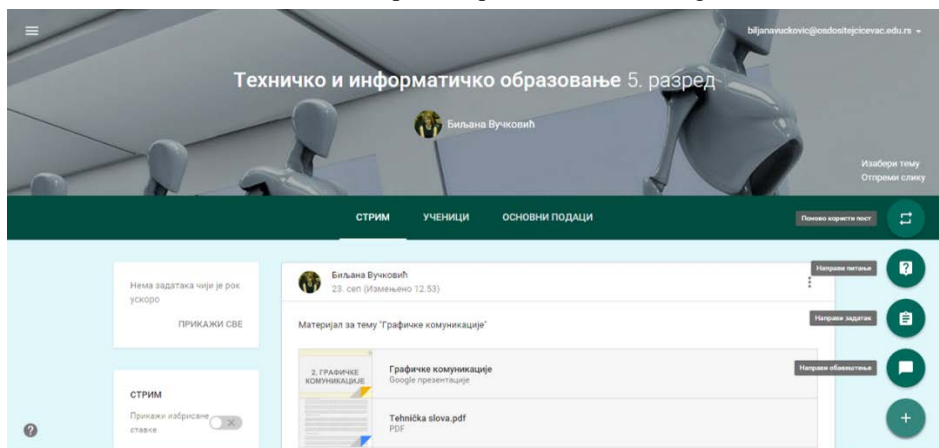 biljanavuckovic@osdositejcicevac.edu.rs
Техничко и информатичко образовање 5. разред
Биљана Вучковић
Изабери тему
Отпреми слику
СТРИМ УЧЕНИЦИ ОСНОВНИ ПОДАЦИ
Поново користи пост
Биљана Вучковић
23. сеп (Измењено 12.53)
Направи питање
Нема задатака чији је рок
ускоро
ПРИКАЖИ СВЕ
Материјал за тему "Графичке комуникације"
Направи задатак
2. ГРАФИЧКЕ
КОМУНИКАЦИЈЕ
Графичке комуникације
Google презентације
Направи обавештење
СТРИМ
Прикажи избрисане
ставке
Tehnička slova.pdf
PDF